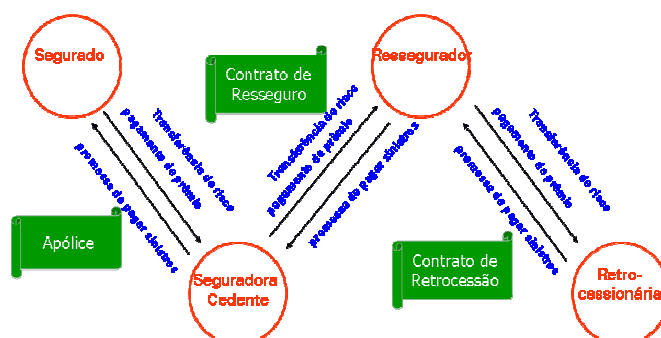 Segurado
Ressegurador
Contrato de
Resseguro
Transferência de risco
pagamento de prêmio
promessa de pagar sinistros
Transferência de risco
pagamento de prêmio
promessa de pagar sinistros
Transferência de risco
pagamento de prêmio
promessa de pagar sinistros
Apólice
Contrato de
Retrocessão
Seguradora
Cedente
Retro-
cessionária